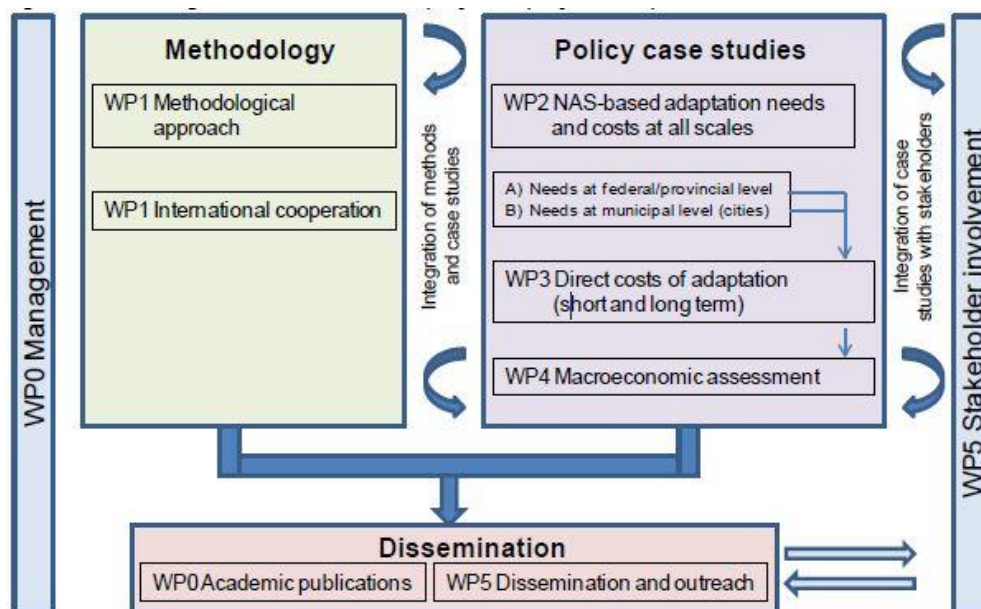 WP0 Management
Methodology
WP1 Methodological
approach
WP1 International cooperation
Integration of methods
and case studies
Policy case studies
WP2 NAS-based adaptation needs
and costs at all scales
A) Needs at federal/provincial level
B) Needs at municipal level (cities)
WP3 Direct costs of adaptation
(short and long term)
WP4 Macroeconomic assessment
Integration of case
studies with stakeholders
WP5 Stakeholder involvement
Dissemination
WP0 Academic publications
WP5 Dissemination and outreach